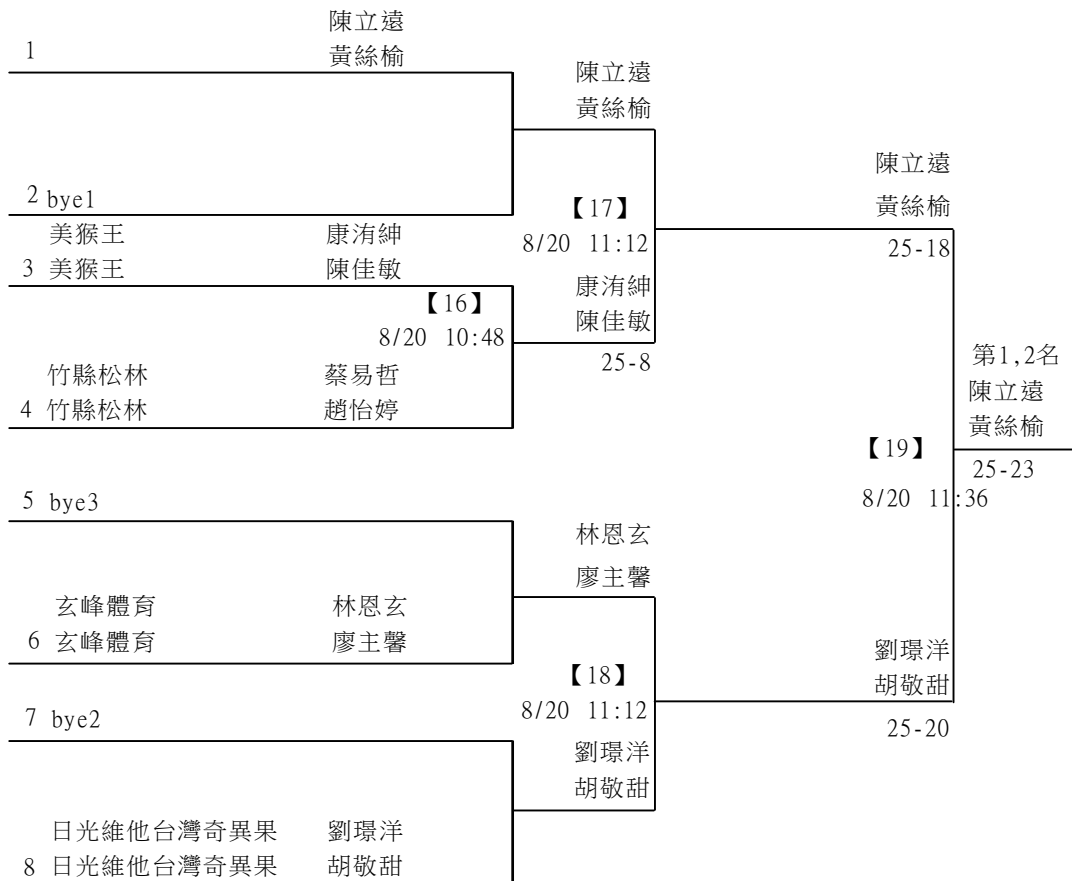 陳立遠
1 黃絲榆
陳立遠
黃絲榆
陳立遠
黃絲榆
2 bye1
【17】
美猴王 康洧紳
8/20 11:12
25-18
3 美猴王 陳佳敏
康洧紳
【16】
陳佳敏
8/20 10:48
25-8
第1,2名
竹縣松林 蔡易哲
陳立遠
4 竹縣松林 趙怡婷
黃絲榆
【19】
25-23
5 bye3
8/20 11:36
林恩玄
廖主馨
玄峰體育 林恩玄
6 玄峰體育 廖主馨
劉璟洋
【18】
胡敬甜
7 bye2
8/20 11:12
25-20
劉璟洋
胡敬甜
日光維他台灣奇異果 劉璟洋
8 日光維他台灣奇異果 胡敬甜